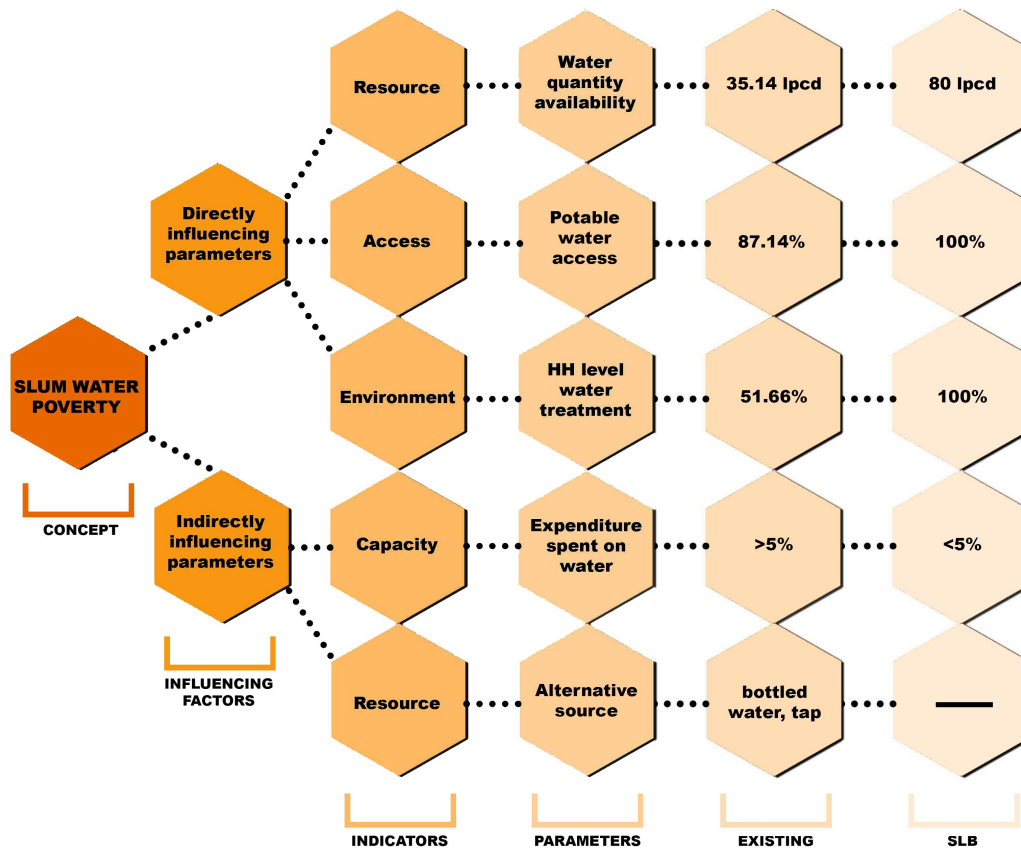 Resource
Water
quantity
availability
35.14 lpcd
80 lpcd
Directly
influencing
parameters
Access
Potable
water
access
87.14%
100%
SLUM WATER
POVERTY
Environment
HH level
water
treatment
51.66%
100%
CONCEPT
Indirectly
influencing
parameters
Capacity
Expenditure
spent on
water
>5%
<5%
INFLUENCING
FACTORS
Resource
Alternative
source
bottled
water, tap
INDICATORS
PARAMETERS
EXISTING
SLB